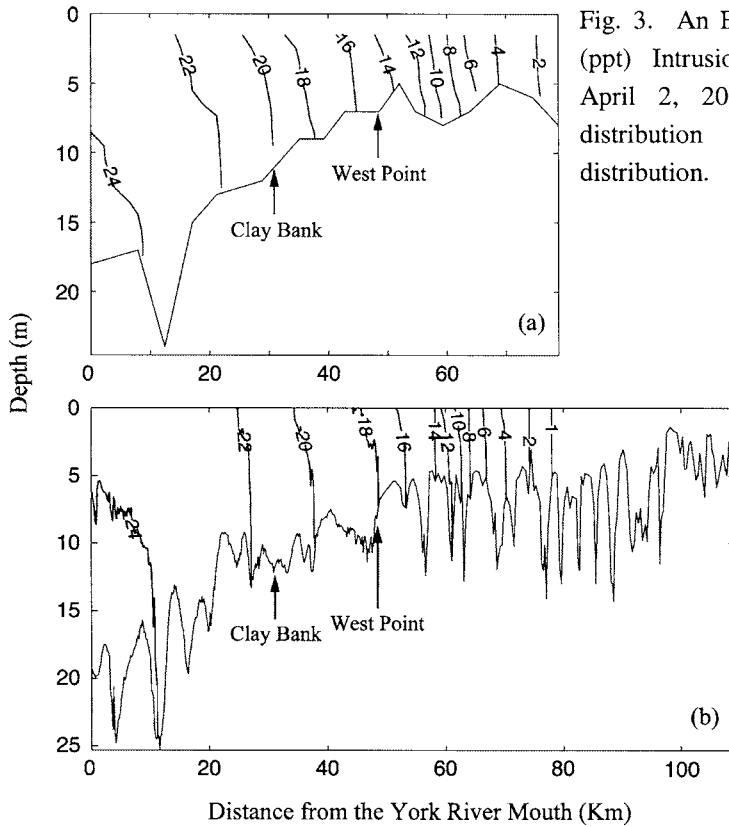 Fig. 3. An E
(ppt) Intrusio
April 2, 20
distribution
distribution.
0
5
10
15
20
24
22
20
18
16
14
12
10
8
6
4
2
West Point
Clay Bank
(a)
0 20 40 60
Depth (m)
0
5
10
15
20
25
24
22
20
18
16
14
12
10
8
6
4
2
1
Clay Bank
West Point
(b)
0 20 40 60 80 100
Distance from the York River Mouth (Km)